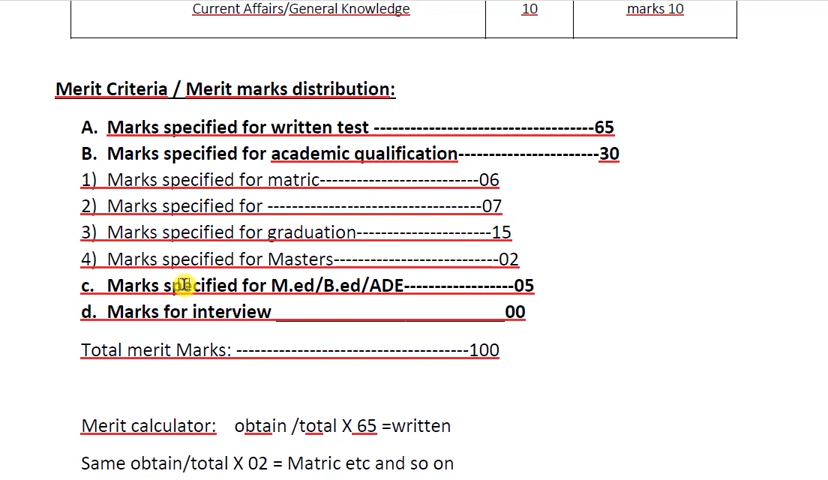 Current Affairs/General Knowledge 10 marks 10
Merit Criteria / Merit marks distribution:
A. Marks specified for written test ------------------------------------65
B. Marks specified for academic qualification-----------------------30
1) Marks specified for matric--------------------------06
2) Marks specified for -----------------------------------07
3) Marks specified for graduation----------------------15
4) Marks specified for Masters---------------------------02
c. Marks specified for M.ed/B.ed/ADE------------------05
d. Marks for interview _________________________00
Total merit Marks: --------------------------------------100
Merit calculator: obtain /total X 65 =written
Same obtain/total X 02 = Matric etc and so on